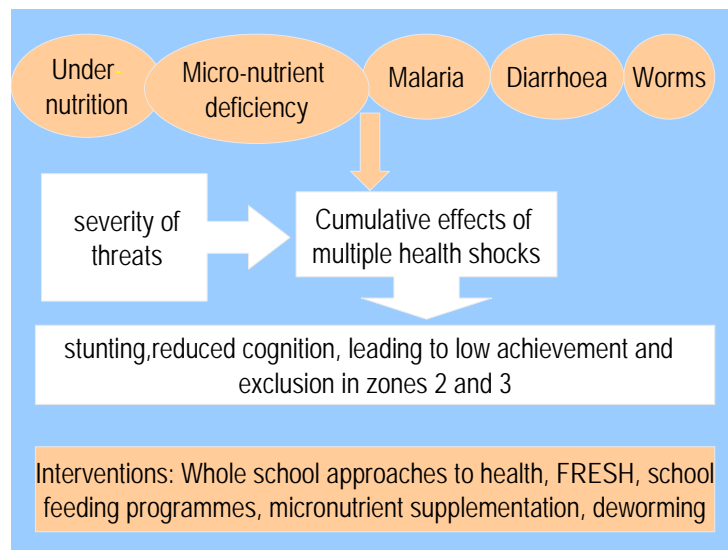 Under-
nutrition
Micro-nutrient
deficiency
Malaria
Diarrhoea
Worms
severity of
threats
Cumulative effects of
multiple health shocks
stunting,reduced cognition, leading to low achievement and
exclusion in zones 2 and 3
Interventions: Whole school approaches to health, FRESH, school
feeding programmes, micronutrient supplementation, deworming